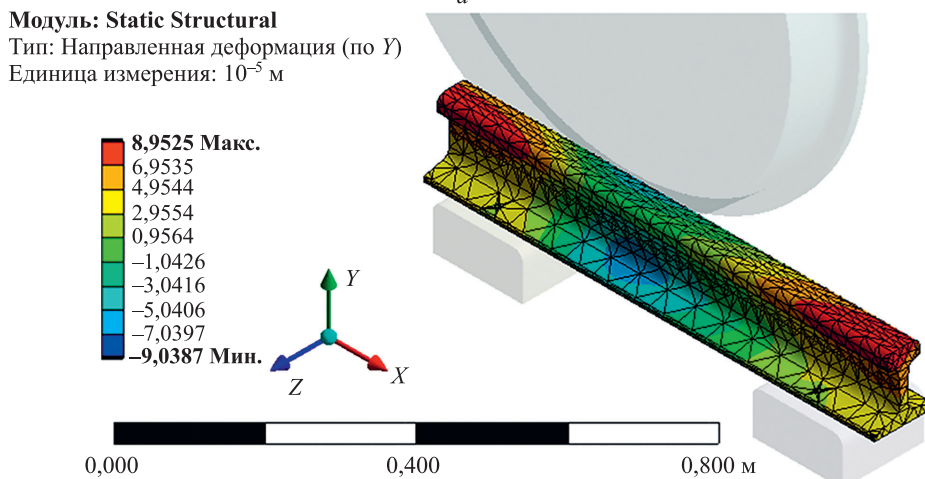 a
Модуль: Static Structural
Тип: Направленная деформация (по Y)
Единица измерения: 10⁻⁵ м
8,9525 Макс.
6,9535
4,9544
2,9554
0,9564
–1,0426
–3,0416
–5,0406
–7,0397
–9,0387 Мин.
Y
Z
X
0,000
0,400
0,800 м